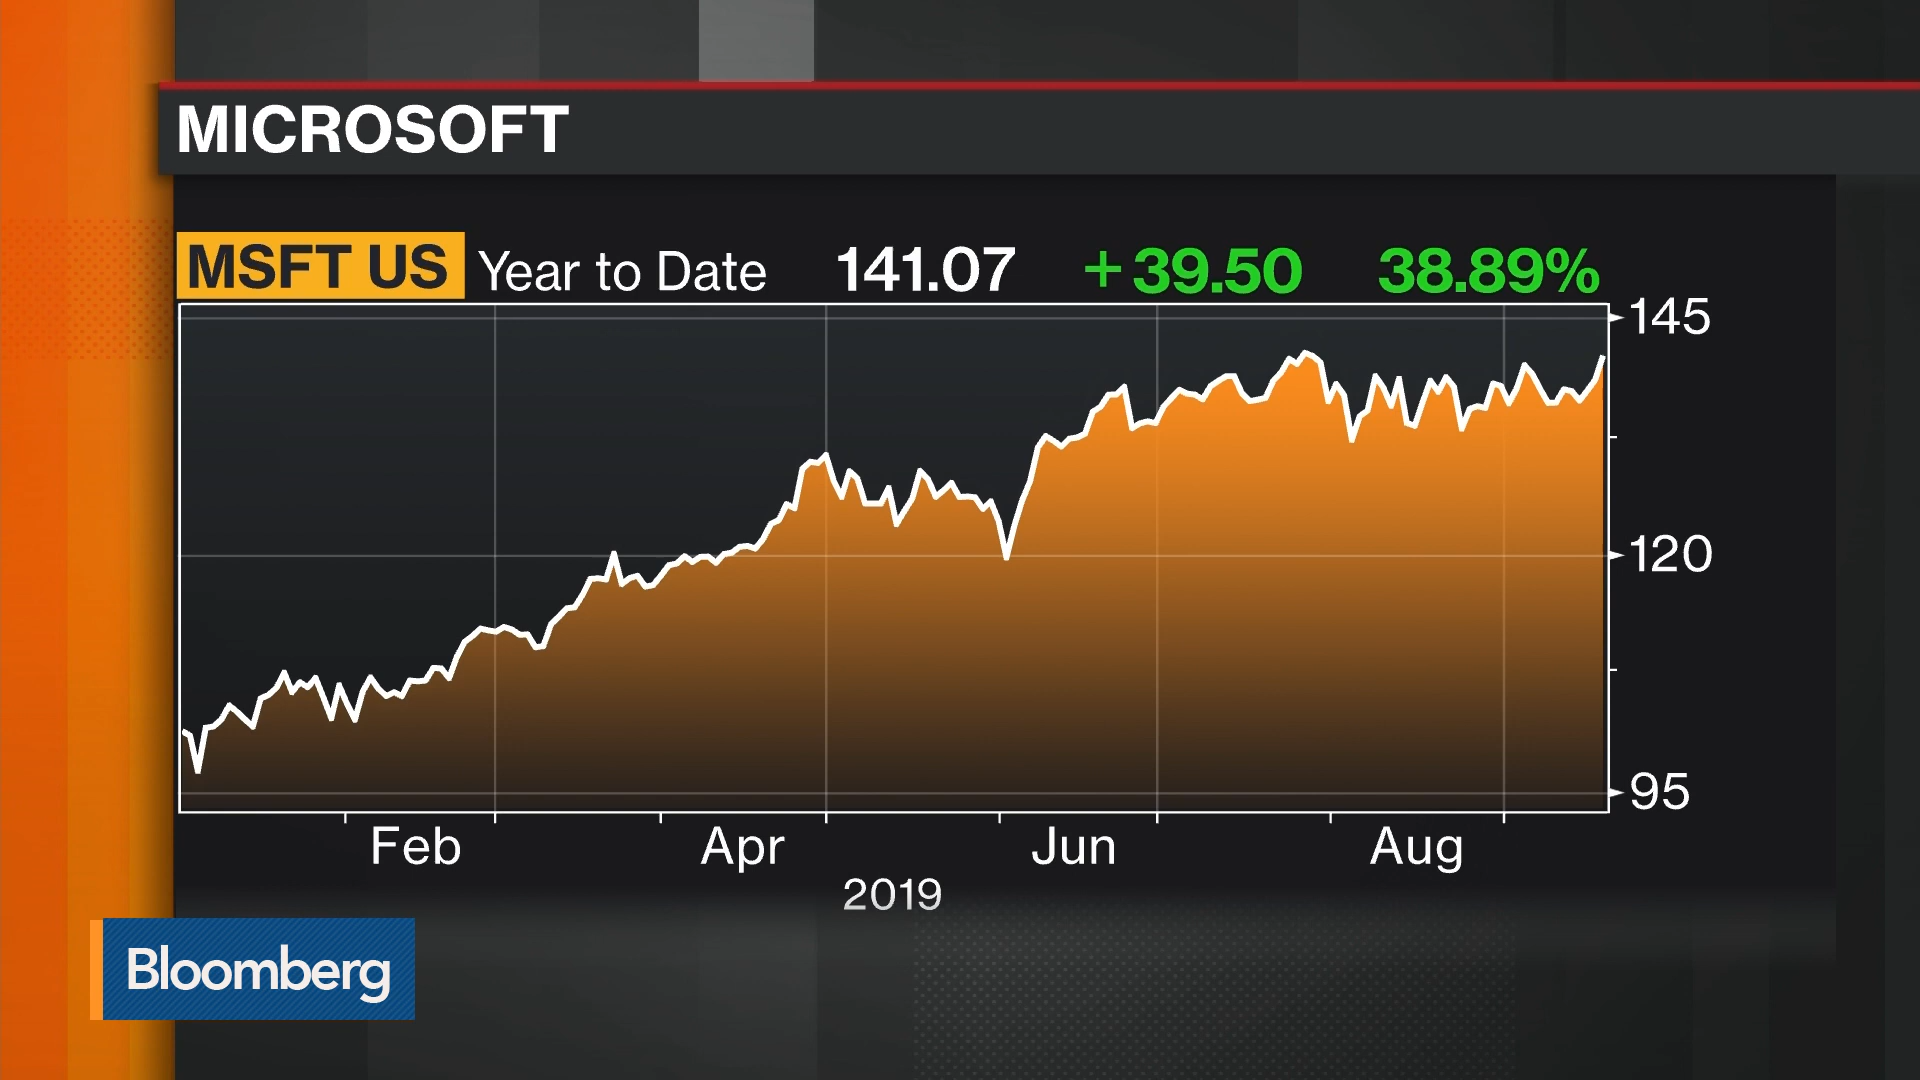 MICROSOFT
MSFT US Year to Date 141.07 +39.50 38.89%
145
120
95
Feb Apr Jun Aug
2019
Bloomberg